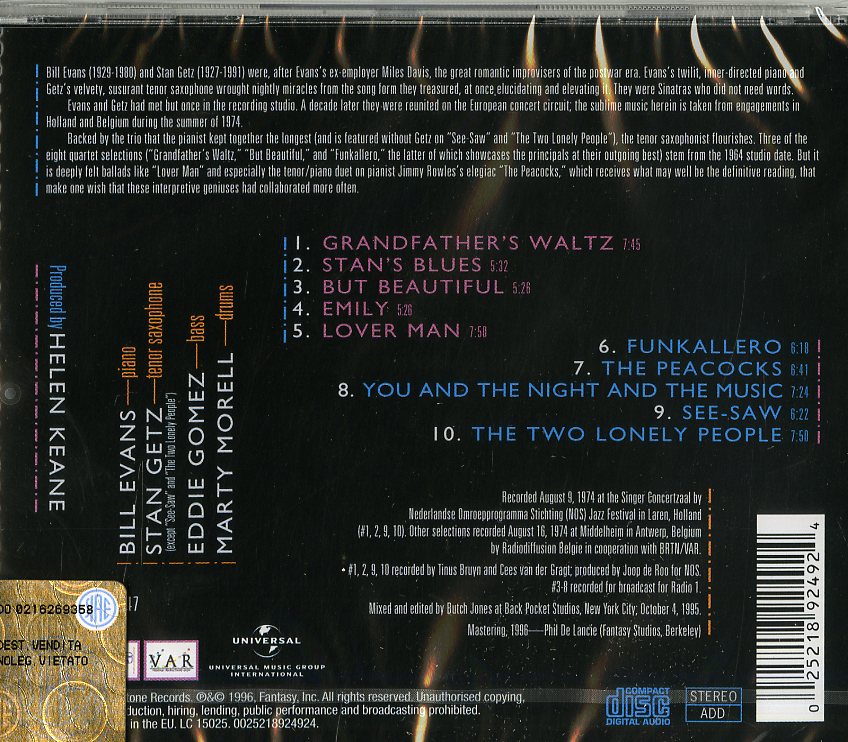 Bill Evans (1929-1980) and Stan Getz (1927-1991) were, after Evans's ex-employer Miles Davis, the great romantic improvisers of the postwar era. Evans's twilit, inner-directed piano and
Getz's velvety, susurant tenor saxophone wrought nightly miracles from the song form they treasured, at once elucidating and elevating it. They were Sinatras who did not need words.
Evans and Getz had met but once in the recording studio. A decade later they were reunited on the European concert circuit; the sublime music herein is taken from engagements in
Holland and Belgium during the summer of 1974.
Backed by the trio that the pianist kept together the longest (and is featured without Getz on "See-Saw" and "The Two Lonely People"), the tenor saxophonist flourishes. Three of the
eight quartet selections ("Grandfather's Waltz," "But Beautiful," and "Funkallero," the latter of which showcases the principals at their outgoing best) stem from the 1964 studio date. But it
is deeply felt ballads like "Lover Man" and especially the tenor/piano duet on pianist Jimmy Rowles's elegiac "The Peacocks," which receives what may well be the definitive reading, that
make one wish that these interpretive geniuses had collaborated more often.
1. GRANDFATHER'S WALTZ 7:45
2. STAN'S BLUES 5:32
3. BUT BEAUTIFUL 5:26
4. EMILY 5:26
5. LOVER MAN 7:58
6. FUNKALLERO 6:18
7. THE PEACOCKS 6:41
8. YOU AND THE NIGHT AND THE MUSIC 7:24
9. SEE-SAW 6:22
10. THE TWO LONELY PEOPLE 7:50
Produced by HELEN KEANE
BILL EVANS—piano
STAN GETZ—tenor saxophone
(except "See-Saw" and "The Two Lonely People")
EDDIE GOMEZ—bass
MARTY MORELL—drums
Recorded August 9, 1974 at the Singer Concertzaal by
Nederlandse Omroepprogramma Stichting (NOS) Jazz Festival in Laren, Holland
(#1, 2, 9, 10). Other selections recorded August 16, 1974 at Middelheim in Antwerp, Belgium
by Radiodiffusion Belgie in cooperation with BRTN/VAR.
#1, 2, 9, 10 recorded by Tinus Bruyn and Cees van der Gragt; produced by Joop de Roo for NOS.
#3-8 recorded for broadcast for Radio 1.
Mixed and edited by Butch Jones at Back Pocket Studios, New York City; October 4, 1995.
Mastering, 1996—Phil De Lancie (Fantasy Studios, Berkeley)
0216269358
SIAE
DEST VENDITA
NOLEG VIETATO
VAR
UNIVERSAL
UNIVERSAL MUSIC GROUP
INTERNATIONAL
Records. ℗&© 1996, Fantasy, Inc. All rights reserved. Unauthorised copying,
hiring, lending, public performance and broadcasting prohibited.
in the EU. LC 15025. 0025218924924.
COMPACT
disc
DIGITAL AUDIO
STEREO
ADD
0 25218 92492 4